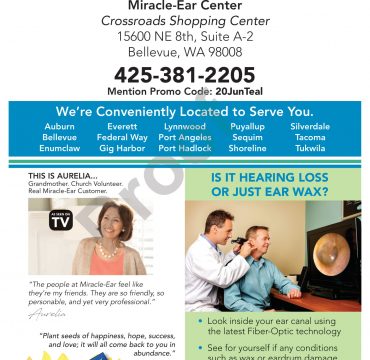 Miracle-Ear Center
Crossroads Shopping Center
15600 NE 8th, Suite A-2
Bellevue, WA 98008
425-381-2205
Mention Promo Code: 20JunTeal
We're Conveniently Located to Serve You.
Auburn Everett Lynnwood Puyallup Silverdale
Bellevue Federal Way Port Angeles Sequim Tacoma
Enumclaw Gig Harbor Port Hadlock Shoreline Tukwila
THIS IS AURELIA...
Grandmother. Church Volunteer.
Real Miracle-Ear Customer.
AS SEEN ON
TV
"The people at Miracle-Ear feel like
they're my friends. They are so friendly, so
personable, and yet very professional."
Aurelia
"Plant seeds of happiness, hope, success,
and love; it will all come back to you in
abundance."
IS IT HEARING LOSS
OR JUST EAR WAX?
• Look inside your ear canal using
the latest Fiber-Optic technology
• See for yourself if any conditions
such as wax or eardrum damage
Proof